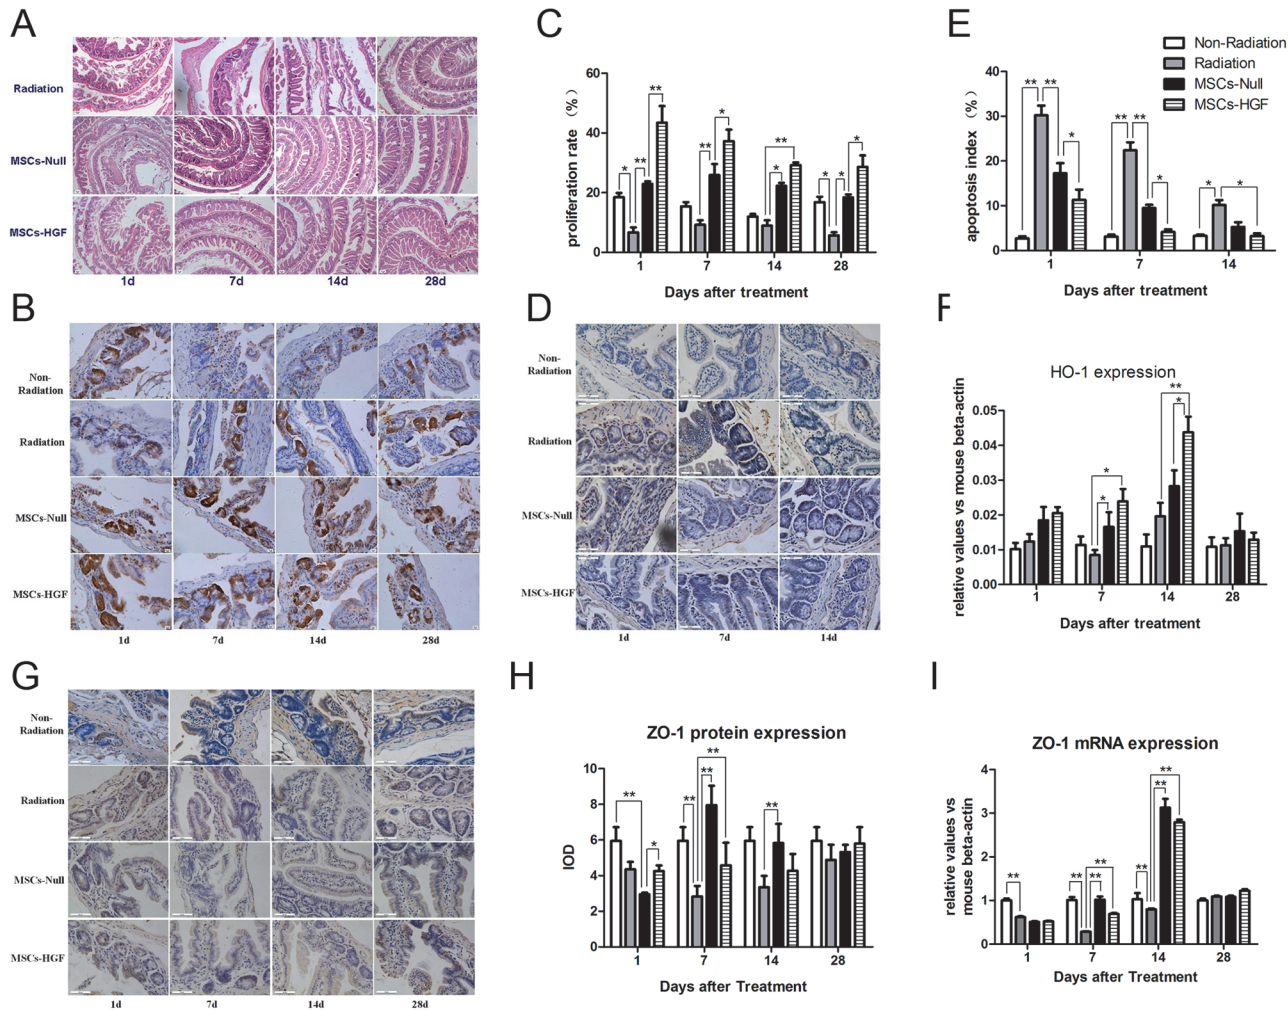 A
Radiation
MSCs-Null
MSCs-HGF
1d 7d 14d 28d
B
Non-
Radiation
Radiation
MSCs-Null
MSCs-HGF
1d 7d 14d 28d
C
60
40
20
0
proliferation rate (%)
** * * ** ** * ** * * * *
1 7 14 28
Days after treatment
D
Non-
Radiation
Radiation
MSCs-Null
MSCs-HGF
1d 7d 14d
E
Non-Radiation
Radiation
MSCs-Null
MSCs-HGF
40
30
20
10
0
apoptosis index (%)
** ** * ** ** * * *
1 7 14
Days after treatment
F
HO-1 expression
0.05
0.04
0.03
0.02
0.01
0.00
relative values vs mouse beta-actin
* * ** *
1 7 14 28
Days after treatment
G
Non-
Radiation
Radiation
MSCs-Null
MSCs-HGF
1d 7d 14d 28d
H
ZO-1 protein expression
10
8
6
4
2
0
IOD
** * ** ** ** **
1 7 14 28
Days after Treatment
I
ZO-1 mRNA expression
4
3
2
1
0
relative values vs
mouse beta-actin
** ** ** ** ** ** **
1 7 14 28
Days after Treatment